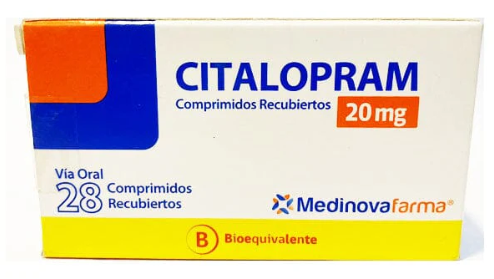 CITALOPRAM
Comprimidos Recubiertos 20 mg
Vía Oral
28 Comprimidos
Recubiertos
Medinovafarma®
B Bioequivalente